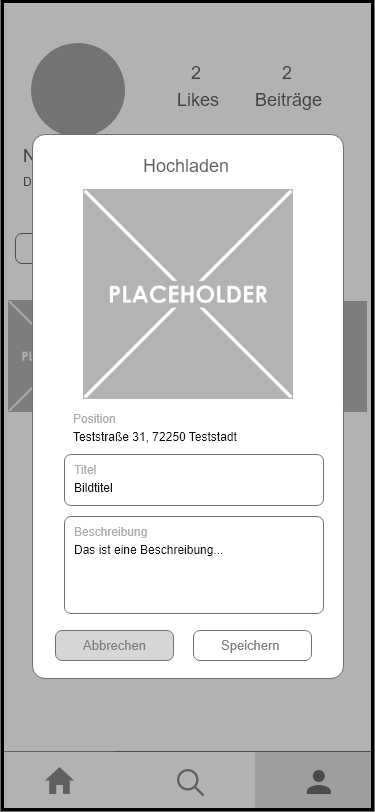 2 2
Likes Beiträge
N
D
Hochladen
PLACEHOLDER
PL
Position
Teststraße 31, 72250 Teststadt
Titel
Bildtitel
Beschreibung
Das ist eine Beschreibung...
Abbrechen Speichern